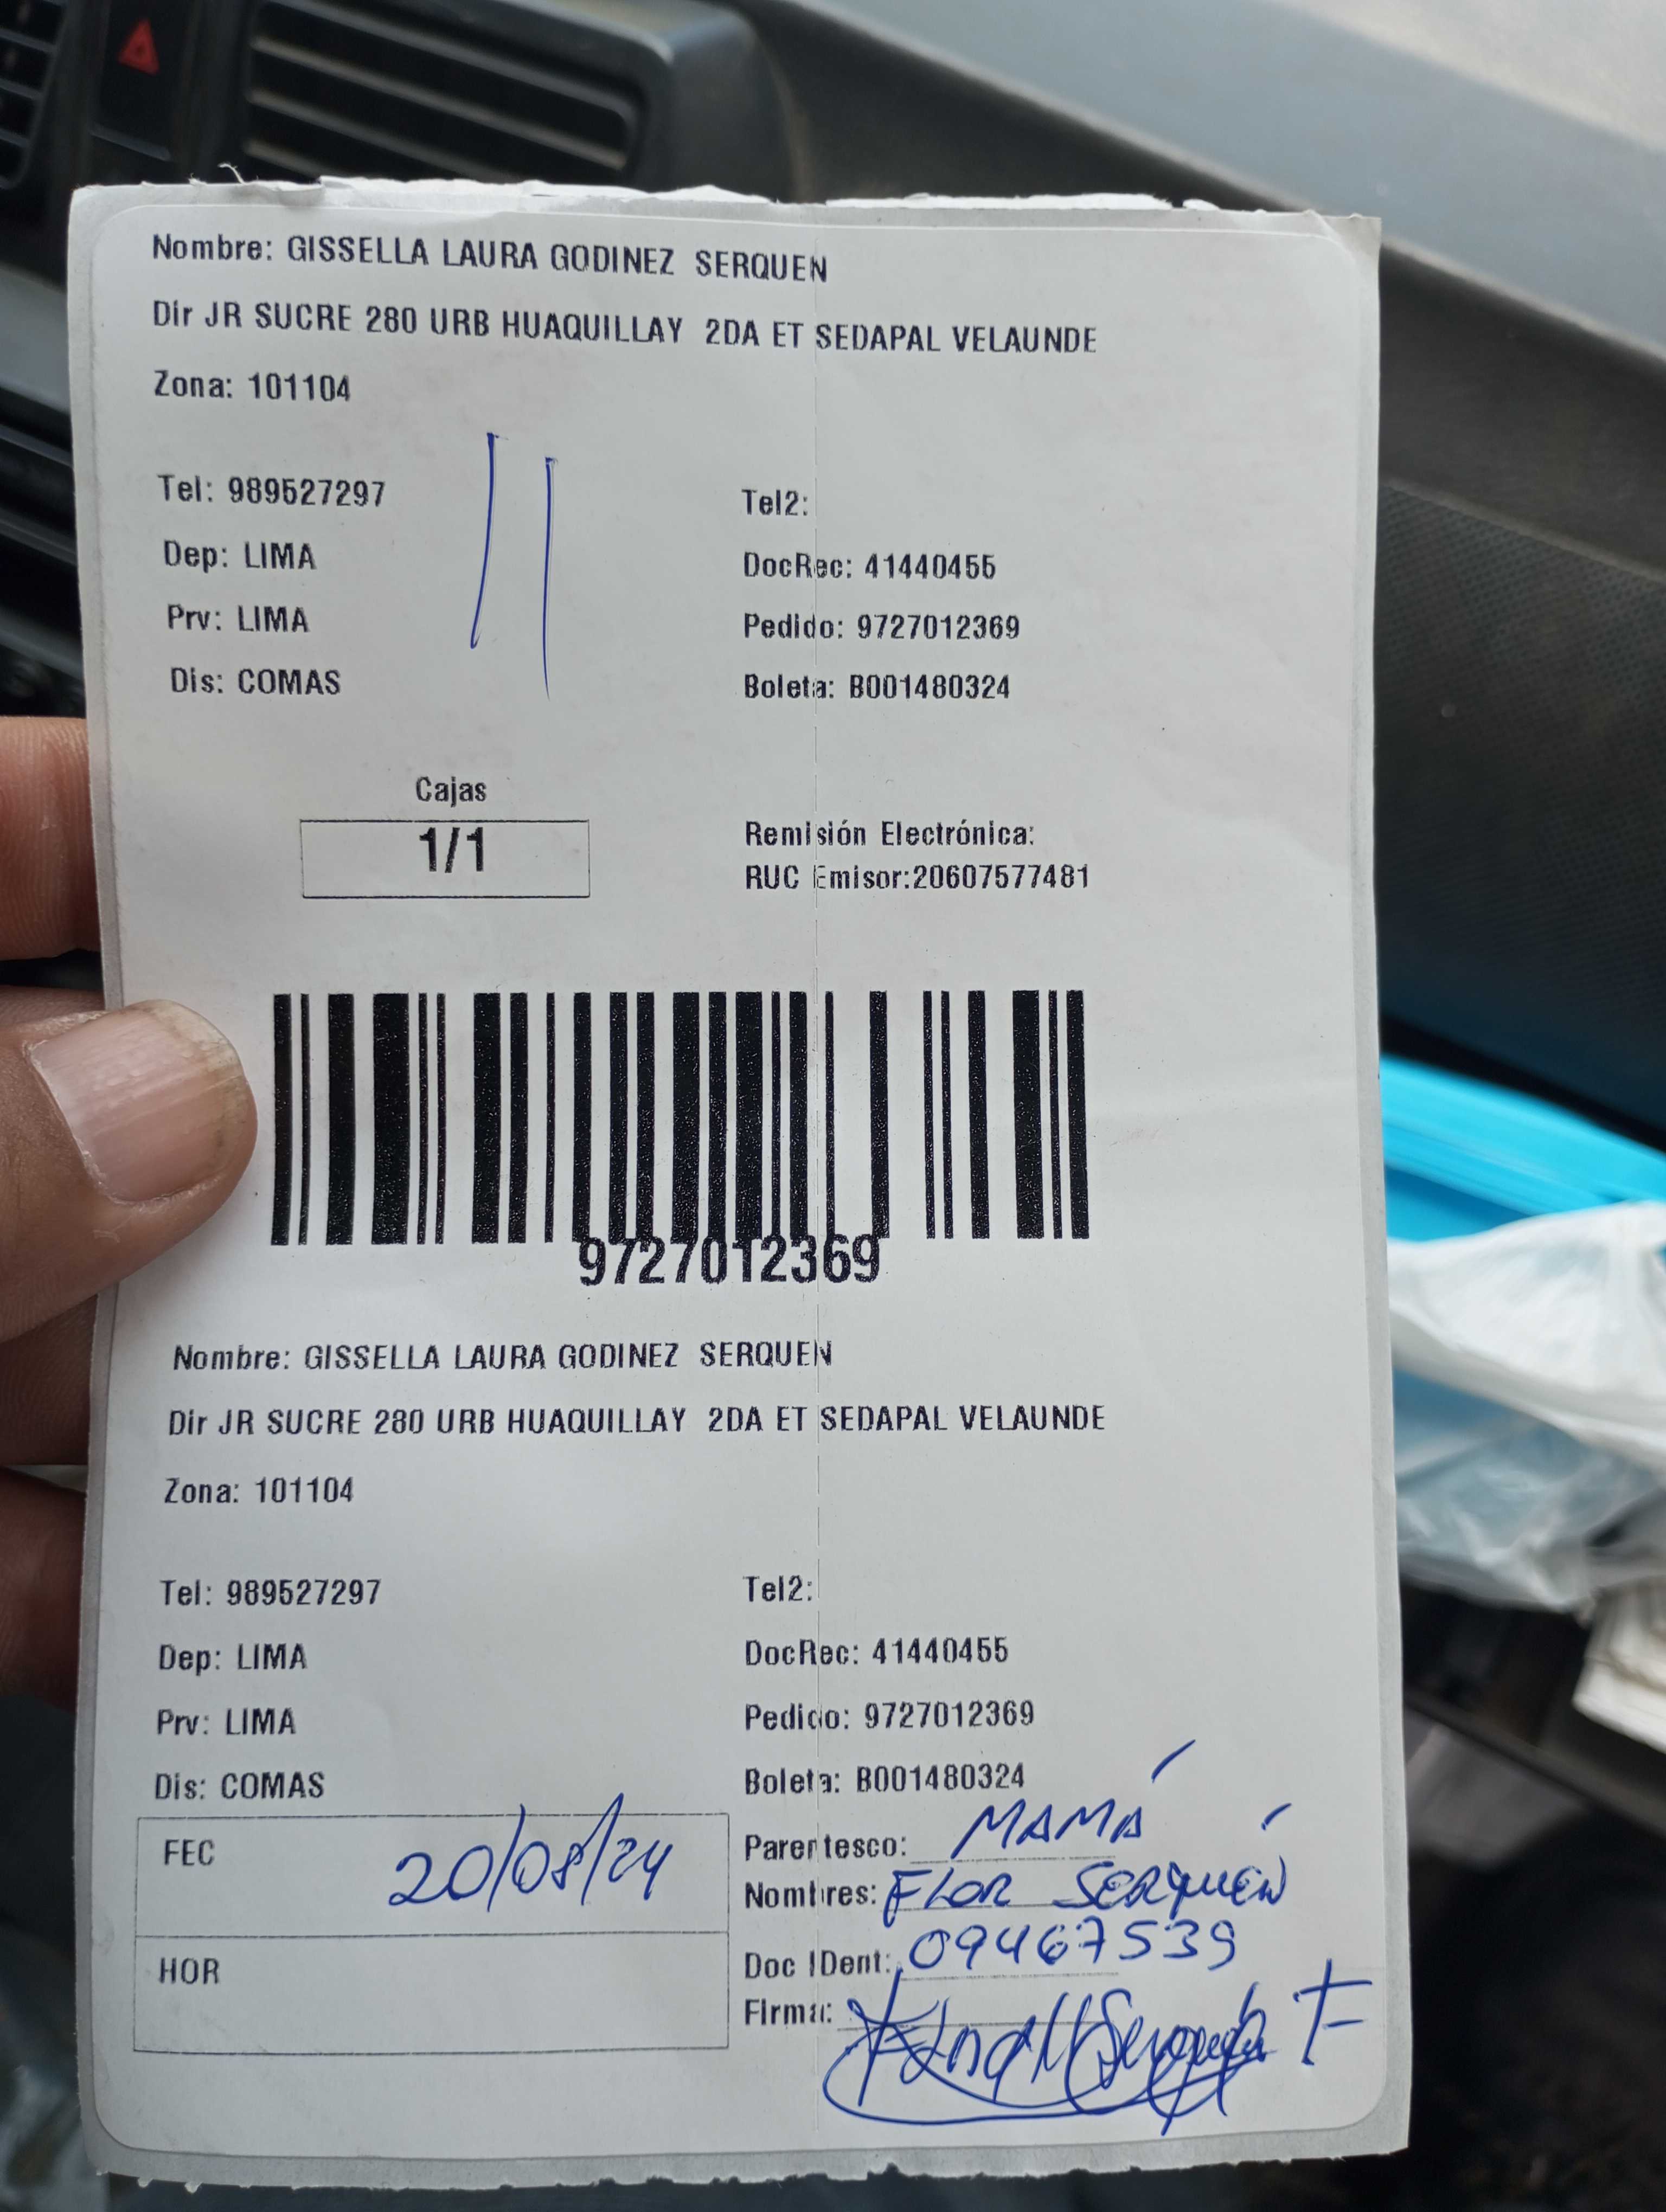 Nombre: GISSELLA LAURA GODINEZ SERQUEN
Dir JR SUCRE 280 URB HUAQUILLAY 2DA ET SEDAPAL VELAUNDE
Zona: 101104
Tel: 989527297
Tel2:
Dep: LIMA
DocRec: 41440455
Prv: LIMA
Pedido: 9727012369
Dis: COMAS
Boleta: B001480324
Cajas
1/1
Remisión Electrónica:
RUC Emisor:20607577481
9727012369
Nombre: GISSELLA LAURA GODINEZ SERQUEN
Dir JR SUCRE 280 URB HUAQUILLAY 2DA ET SEDAPAL VELAUNDE
Zona: 101104
Tel: 989527297
Tel2:
Dep: LIMA
DocRec: 41440455
Prv: LIMA
Pedido: 9727012369
Dis: COMAS
Boleta: B001480324
FEC 20/08/24
HOR
Parentesco: MAMÁ
Nombres: FLOR SERQUÉN
Doc IDent: 09467539
Firma: